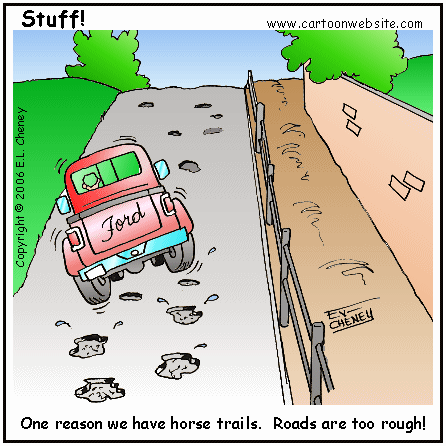 Stuff!
www.cartoonwebsite.com
Copyright © 2006 E.L. Cheney
Ford
EV
CHENEY
One reason we have horse trails. Roads are too rough!